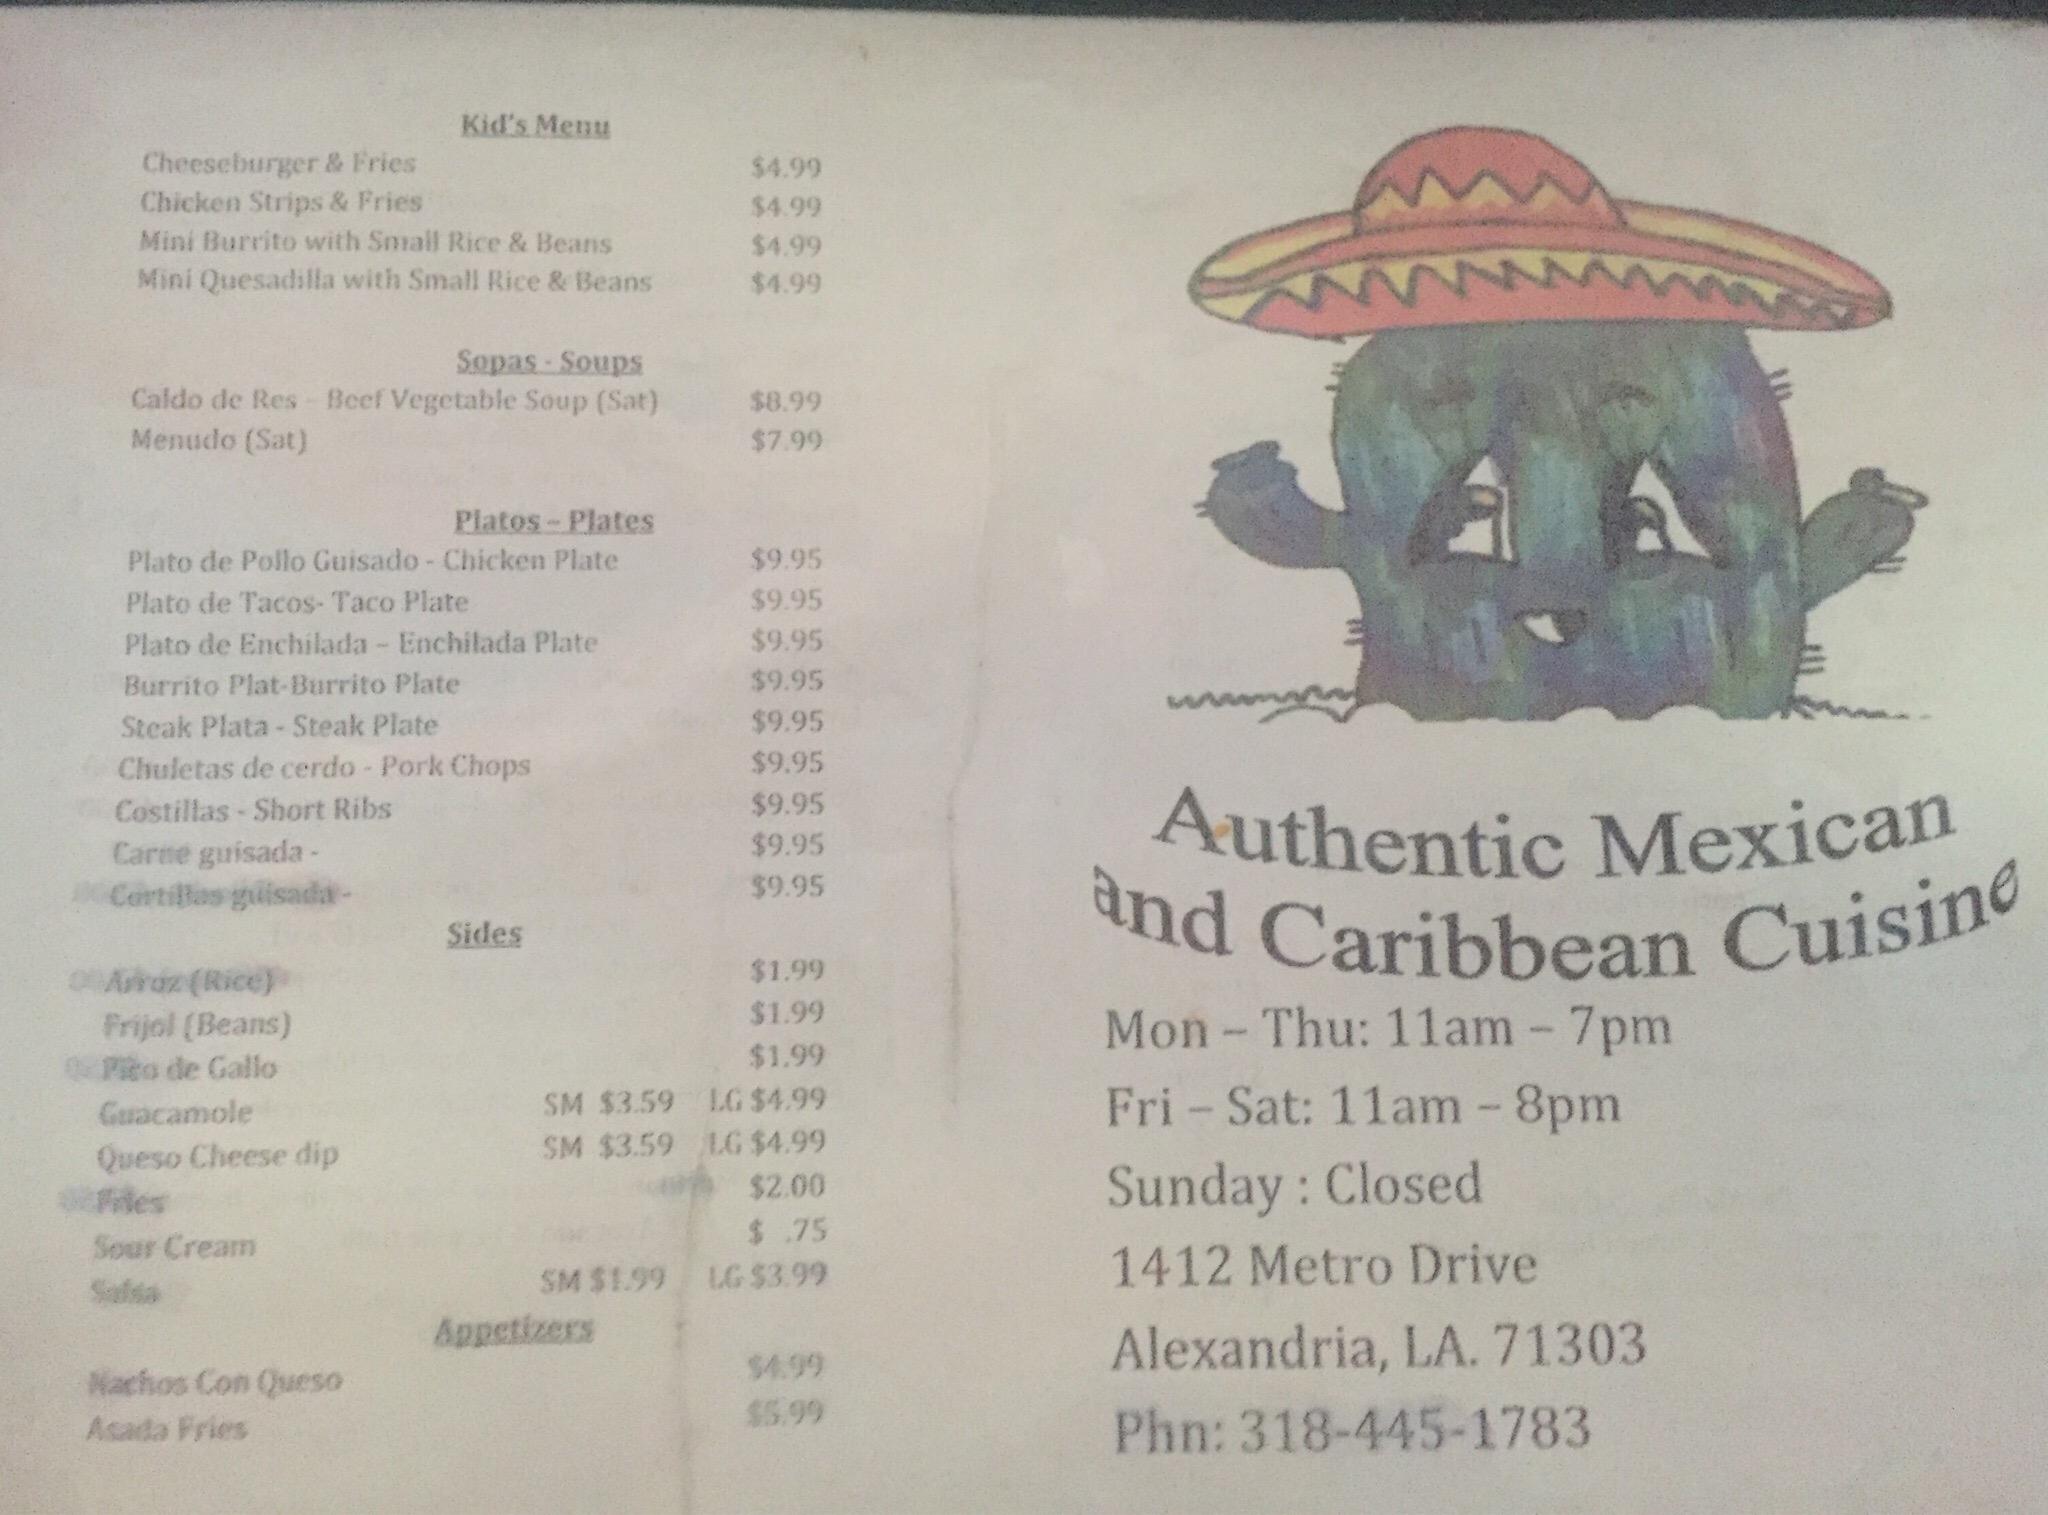 Kid's Menu
Cheeseburger & Fries $4.99
Chicken Strips & Fries $4.99
Mini Burrito with Small Rice & Beans $4.99
Mini Quesadilla with Small Rice & Beans $4.99
Sopas - Soups
Caldo de Res – Beef Vegetable Soup (Sat) $8.99
Menudo (Sat) $7.99
Platos – Plates
Plato de Pollo Guisado - Chicken Plate $9.95
Plato de Tacos- Taco Plate $9.95
Plato de Enchilada – Enchilada Plate $9.95
Burrito Plat-Burrito Plate $9.95
Steak Plata - Steak Plate $9.95
Chuletas de cerdo - Pork Chops $9.95
Costillas - Short Ribs $9.95
Carne guisada - $9.95
Cortillas guisada - $9.95
Sides
Arroz (Rice) $1.99
Frijol (Beans) $1.99
Pico de Gallo $1.99
Guacamole SM $3.59 LG $4.99
Queso Cheese dip SM $3.59 LG $4.99
Fries $2.00
Sour Cream $ .75
Salsa SM $1.99 LG $3.99
Appetizers
Nachos Con Queso $4.99
Asada Fries $5.99
Authentic Mexican
and Caribbean Cuisine
Mon – Thu: 11am – 7pm
Fri – Sat: 11am – 8pm
Sunday : Closed
1412 Metro Drive
Alexandria, LA. 71303
Phn: 318-445-1783